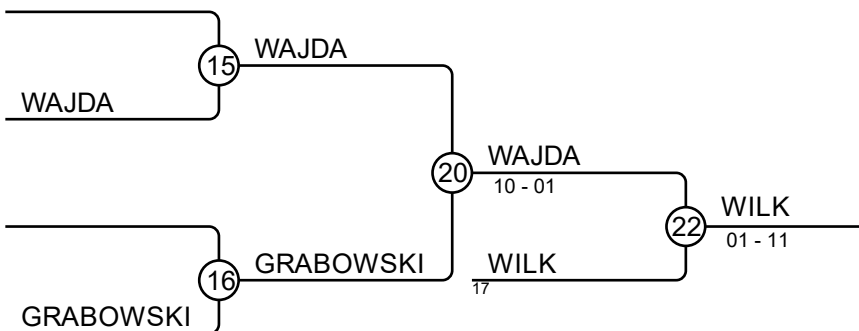 WAJDA
15
WAJDA
WAJDA
20
10 - 01
WILK
22
01 - 11
GRABOWSKI
16
WILK
17
GRABOWSKI